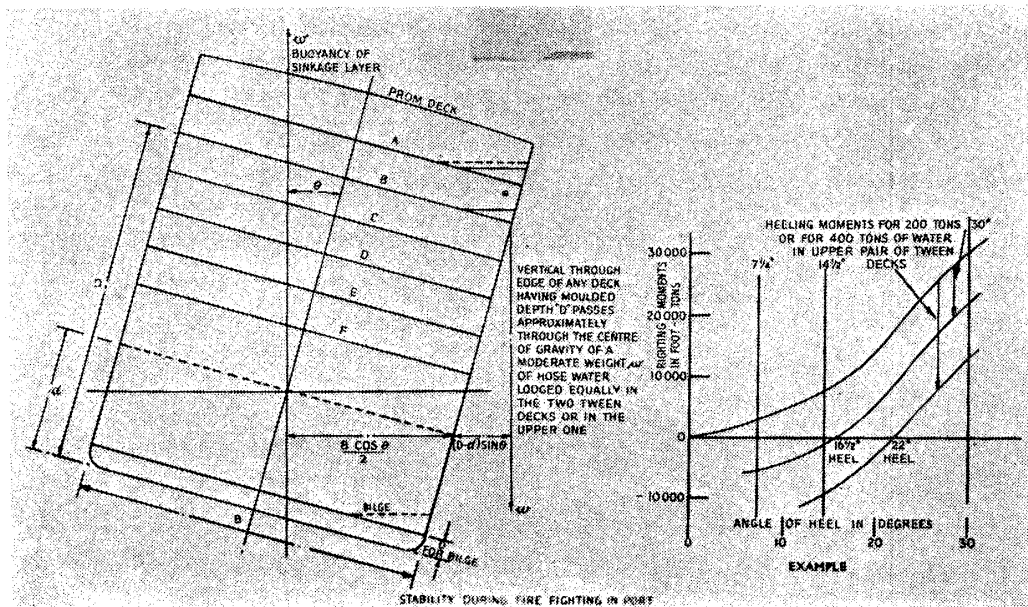 w
BUOYANCY OF
SINKAGE LAYER
PROM DECK
A
B
C
D
E
F
θ
D
d
B COS θ
2
(D-d)SINθ
B
BILGE
FOR BILGE
VERTICAL THROUGH
EDGE OF ANY DECK
HAVING MOULDED
DEPTH "D" PASSES
APPROXIMATELY
THROUGH THE CENTRE
OF GRAVITY OF A
MODERATE WEIGHT w
OF HOSE WATER
LODGED EQUALLY IN
THE TWO TWEEN
DECKS OR IN THE
UPPER ONE
w
HEELING MOMENTS FOR 200 TONS
OR FOR 400 TONS OF WATER
IN UPPER PAIR OF TWEEN
DECKS
30°
7¼°
14½°
RIGHTING MOMENTS
IN FOOT - TONS
30000
20000
10000
0
-10000
16½°
HEEL
22°
HEEL
ANGLE OF HEEL IN DEGREES
0
10
20
30
EXAMPLE
STABILITY DURING FIRE FIGHTING IN PORT